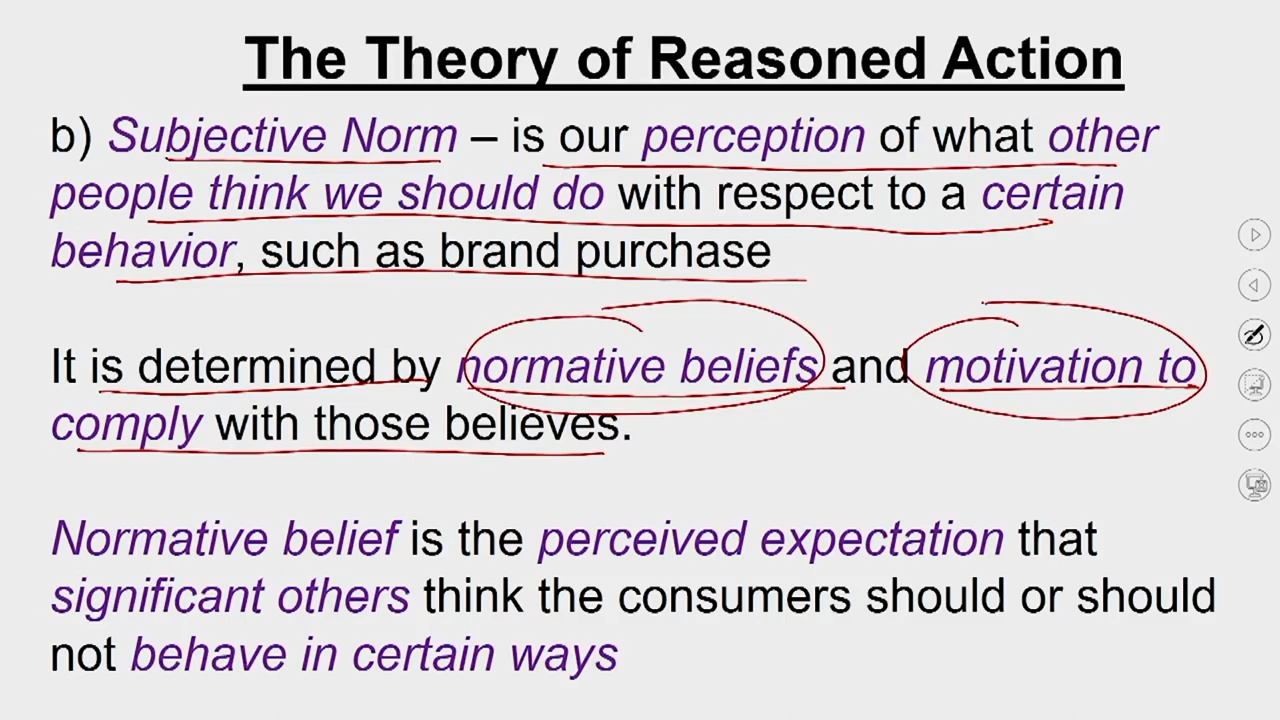 The Theory of Reasoned Action
b) Subjective Norm – is our perception of what other
people think we should do with respect to a certain
behavior, such as brand purchase
It is determined by normative beliefs and motivation to
comply with those believes.
Normative belief is the perceived expectation that
significant others think the consumers should or should
not behave in certain ways